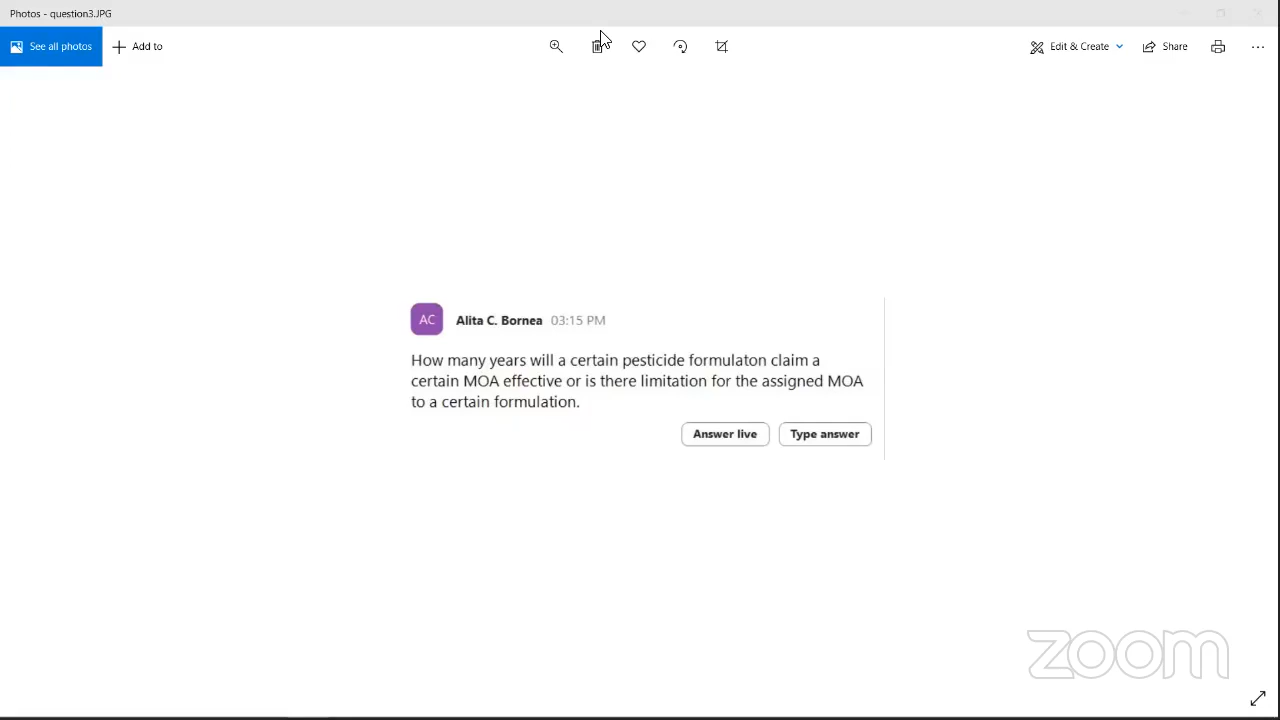 Photos - question3.JPG
See all photos
Add to
Edit & Create
Share
AC
Alita C. Bornea 03:15 PM
How many years will a certain pesticide formulaton claim a
certain MOA effective or is there limitation for the assigned MOA
to a certain formulation.
Answer live
Type answer
zoom